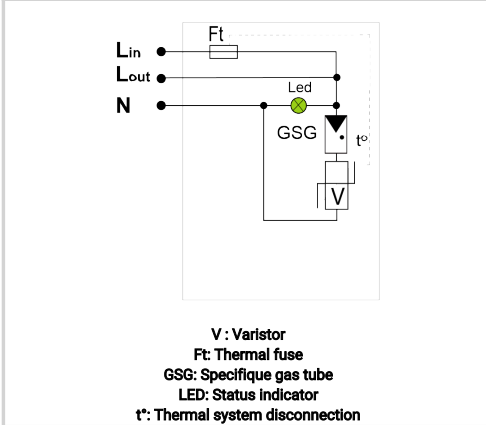 Ft
Lin
Lout
Led
N
GSG
t°
V
V : Varistor
Ft: Thermal fuse
GSG: Specifique gas tube
LED: Status indicator
t°: Thermal system disconnection